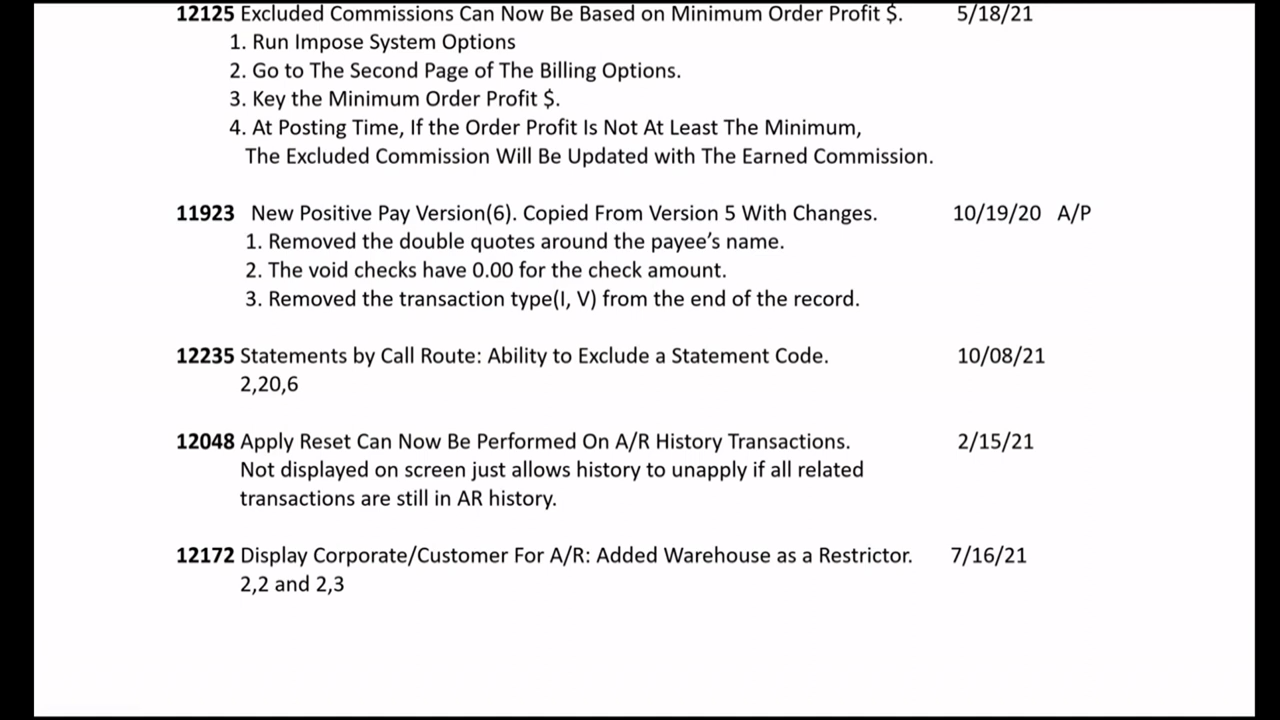 12125 Excluded Commissions Can Now Be Based on Minimum Order Profit $. 5/18/21
1. Run Impose System Options
2. Go to The Second Page of The Billing Options.
3. Key the Minimum Order Profit $.
4. At Posting Time, If the Order Profit Is Not At Least The Minimum,
The Excluded Commission Will Be Updated with The Earned Commission.
11923 New Positive Pay Version(6). Copied From Version 5 With Changes. 10/19/20 A/P
1. Removed the double quotes around the payee’s name.
2. The void checks have 0.00 for the check amount.
3. Removed the transaction type(I, V) from the end of the record.
12235 Statements by Call Route: Ability to Exclude a Statement Code. 10/08/21
2,20,6
12048 Apply Reset Can Now Be Performed On A/R History Transactions. 2/15/21
Not displayed on screen just allows history to unapply if all related
transactions are still in AR history.
12172 Display Corporate/Customer For A/R: Added Warehouse as a Restrictor. 7/16/21
2,2 and 2,3